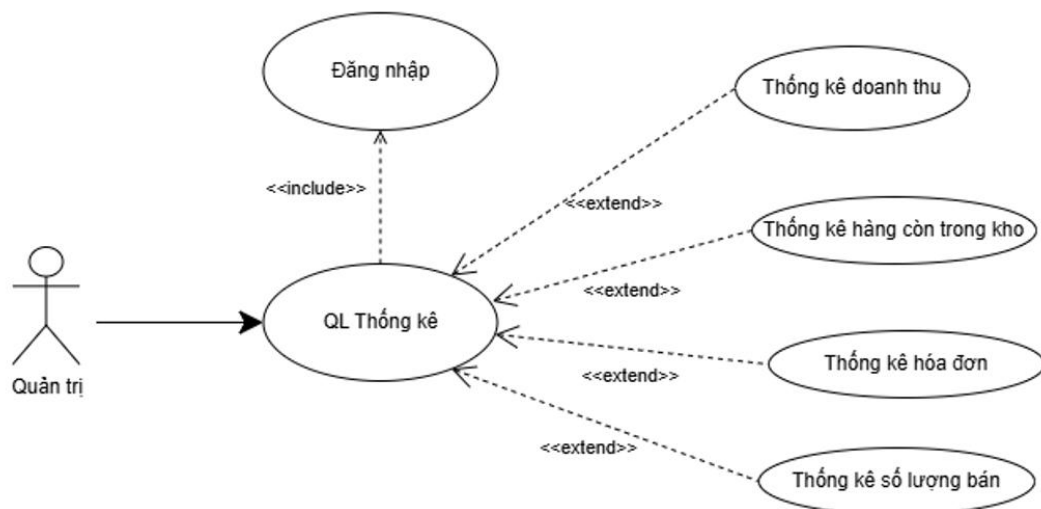 Đăng nhập
Thống kê doanh thu
<<include>>
<<extend>>
Thống kê hàng còn trong kho
<<extend>>
QL Thống kê
Thống kê hóa đơn
<<extend>>
Quản trị
<<extend>>
Thống kê số lượng bán